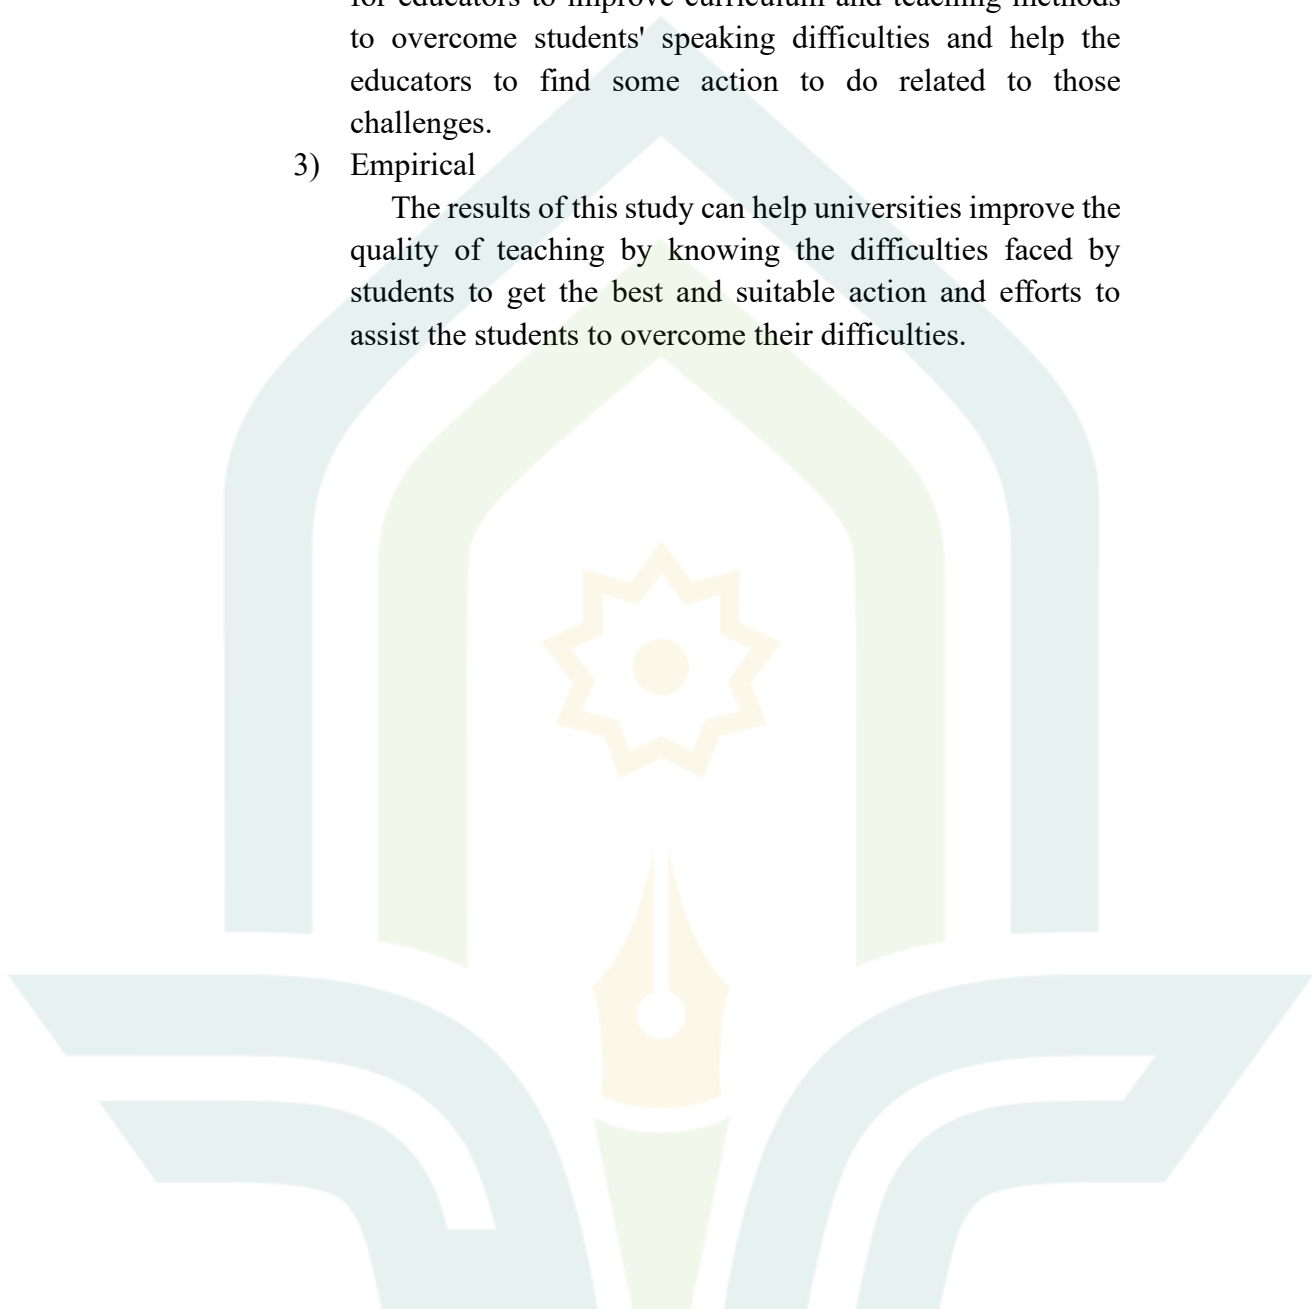 for educators to improve curriculum and teaching methods
to overcome students' speaking difficulties and help the
educators to find some action to do related to those
challenges.
3) Empirical
The results of this study can help universities improve the
quality of teaching by knowing the difficulties faced by
students to get the best and suitable action and efforts to
assist the students to overcome their difficulties.